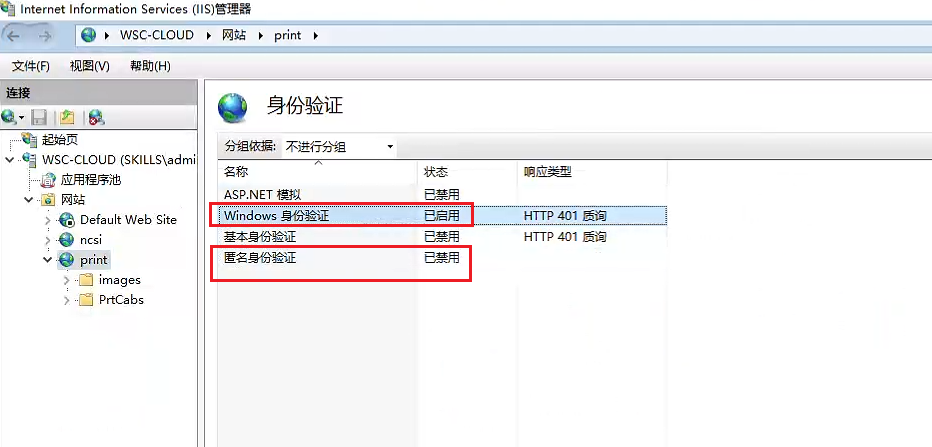 Internet Information Services (IIS)管理器
WSC-CLOUD 网站 print
文件(F) 视图(V) 帮助(H)
连接
起始页
WSC-CLOUD (SKILLS\admi
应用程序池
网站
Default Web Site
ncsi
print
images
PrtCabs
身份验证
分组依据: 不进行分组
名称 状态 响应类型
ASP.NET 模拟 已禁用
Windows 身份验证 已启用 HTTP 401 质询
基本身份验证 已禁用 HTTP 401 质询
匿名身份验证 已禁用